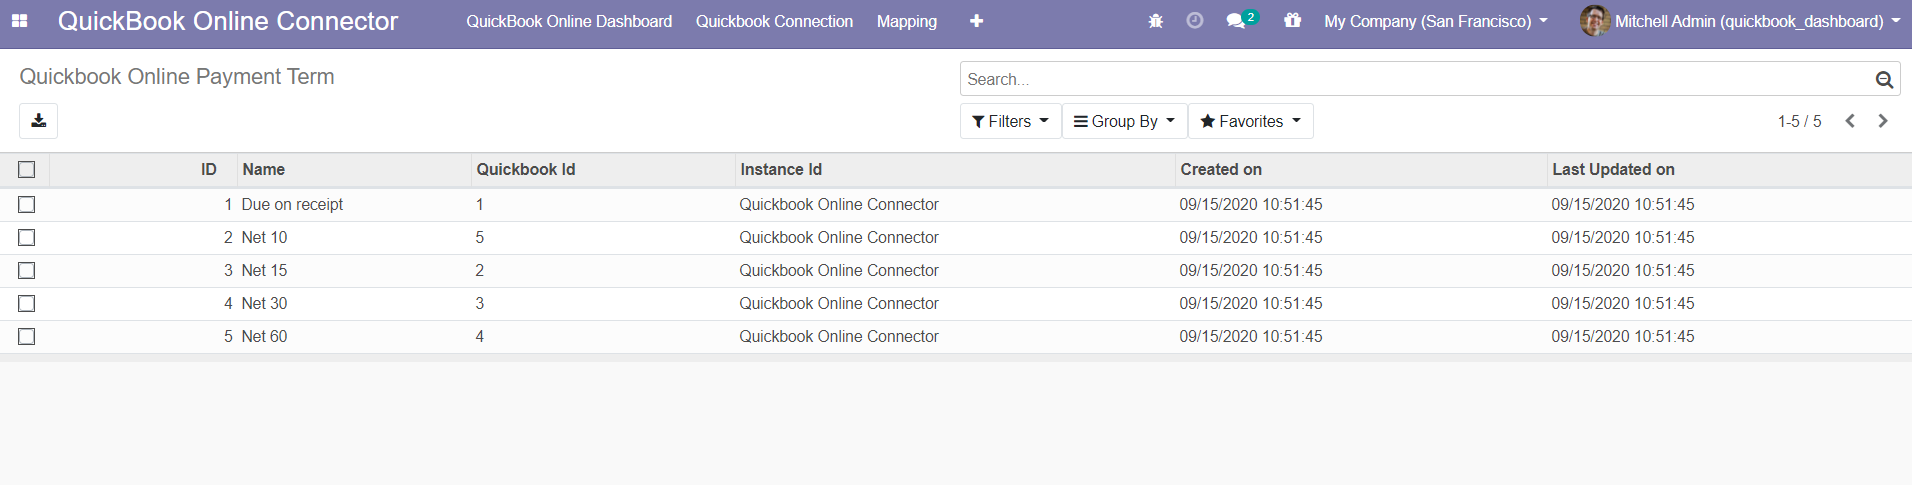 QuickBook Online Connector QuickBook Online Dashboard Quickbook Connection Mapping 2 My Company (San Francisco) Mitchell Admin (quickbook_dashboard)
Quickbook Online Payment Term Search...
Filters Group By Favorites 1-5 / 5
ID Name Quickbook Id Instance Id Created on Last Updated on
1 Due on receipt 1 Quickbook Online Connector 09/15/2020 10:51:45 09/15/2020 10:51:45
2 Net 10 5 Quickbook Online Connector 09/15/2020 10:51:45 09/15/2020 10:51:45
3 Net 15 2 Quickbook Online Connector 09/15/2020 10:51:45 09/15/2020 10:51:45
4 Net 30 3 Quickbook Online Connector 09/15/2020 10:51:45 09/15/2020 10:51:45
5 Net 60 4 Quickbook Online Connector 09/15/2020 10:51:45 09/15/2020 10:51:45